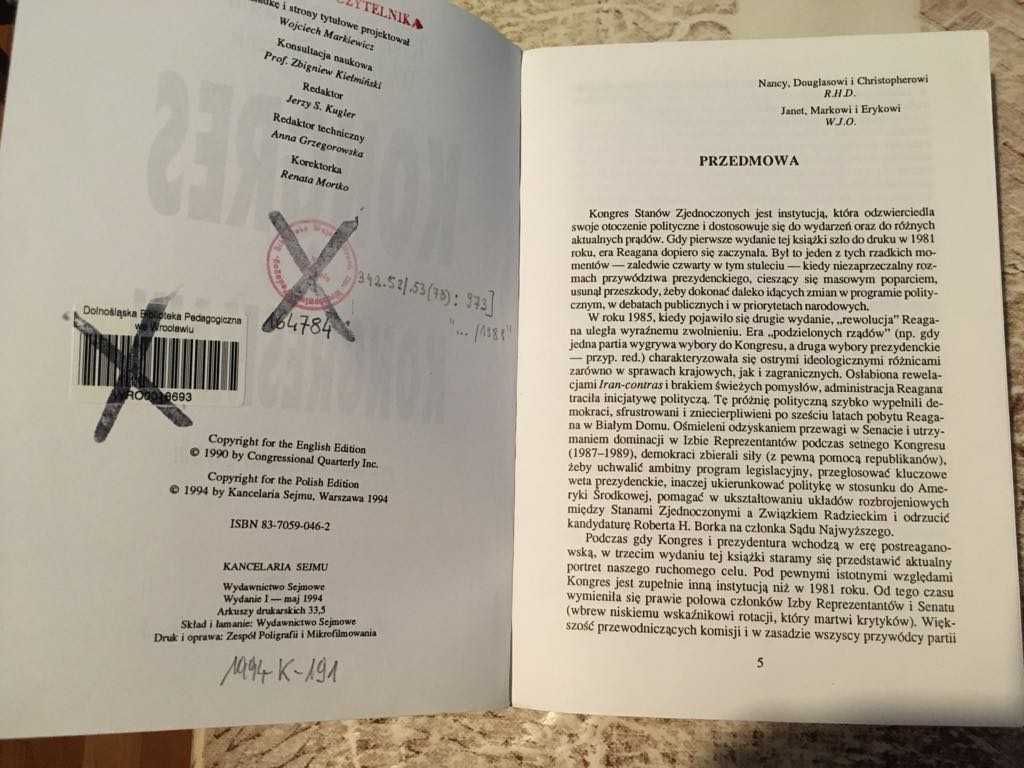 CZYTELNIKA
i strony tytułowe projektował
Wojciech Markiewicz
Konsultacja naukowa
Prof. Zbigniew Kiełmiński
Redaktor
Jerzy S. Kugler
Redaktor techniczny
Anna Grzegorowska
Korektorka
Renata Mortko
342.52/.53(73) : 973]
"... /1988"
164784
Dolnośląska Biblioteka Pedagogiczna
we Wrocławiu
Copyright for the English Edition
© 1990 by Congressional Quarterly Inc.
Copyright for the Polish Edition
© 1994 by Kancelaria Sejmu, Warszawa 1994
ISBN 83-7059-046-2
KANCELARIA SEJMU
Wydawnictwo Sejmowe
Wydanie I — maj 1994
Arkuszy drukarskich 33,5
Skład i łamanie: Wydawnictwo Sejmowe
Druk i oprawa: Zespół Poligrafii i Mikrofilmowania
1994 K-191
Nancy, Douglasowi i Christopherowi
R.H.D.
Janet, Markowi i Erykowi
W.J.O.
PRZEDMOWA
Kongres Stanów Zjednoczonych jest instytucją, która odzwierciedla
swoje otoczenie polityczne i dostosowuje się do wydarzeń oraz do różnych
aktualnych prądów. Gdy pierwsze wydanie tej książki szło do druku w 1981
roku, era Reagana dopiero się zaczynała. Był to jeden z tych rzadkich mo-
mentów — zaledwie czwarty w tym stuleciu — kiedy niezaprzeczalny roz-
mach przywództwa prezydenckiego, cieszący się masowym poparciem,
usunął przeszkody, żeby dokonać daleko idących zmian w programie polity-
cznym, w debatach publicznych i w priorytetach narodowych.
W roku 1985, kiedy pojawiło się drugie wydanie, „rewolucja” Reaga-
na uległa wyraźnemu zwolnieniu. Era „podzielonych rządów” (np. gdy
jedna partia wygrywa wybory do Kongresu, a druga wybory prezydenckie
— przyp. red.) charakteryzowała się ostrymi ideologicznymi różnicami
zarówno w sprawach krajowych, jak i zagranicznych. Osłabiona rewela-
cjami Iran-contras i brakiem świeżych pomysłów, administracja Reagana
traciła inicjatywę polityczą. Tę próżnię polityczną szybko wypełnili de-
mokraci, sfrustrowani i zniecierpliwieni po sześciu latach pobytu Reaga-
na w Białym Domu. Ośmieleni odzyskaniem przewagi w Senacie i utrzy-
maniem dominacji w Izbie Reprezentantów podczas setnego Kongresu
(1987–1989), demokraci zbierali siły (z pewną pomocą republikanów),
żeby uchwalić ambitny program legislacyjny, przegłosować kluczowe
weta prezydenckie, inaczej ukierunkować politykę w stosunku do Ame-
ryki Środkowej, pomagać w ukształtowaniu układów rozbrojeniowych
między Stanami Zjednoczonymi a Związkiem Radzieckim i odrzucić
kandydaturę Roberta H. Borka na członka Sądu Najwyższego.
Podczas gdy Kongres i prezydentura wchodzą w erę postreagano-
wską, w trzecim wydaniu tej książki staramy się przedstawić aktualny
portret naszego ruchomego celu. Pod pewnymi istotnymi względami
Kongres jest zupełnie inną instytucją niż w 1981 roku. Od tego czasu
wymieniła się prawie połowa członków Izby Reprezentantów i Senatu
(wbrew niskiemu wskaźnikowi rotacji, który martwi krytyków). Więk-
szość przewodniczących komisji i w zasadzie wszyscy przywódcy partii
5